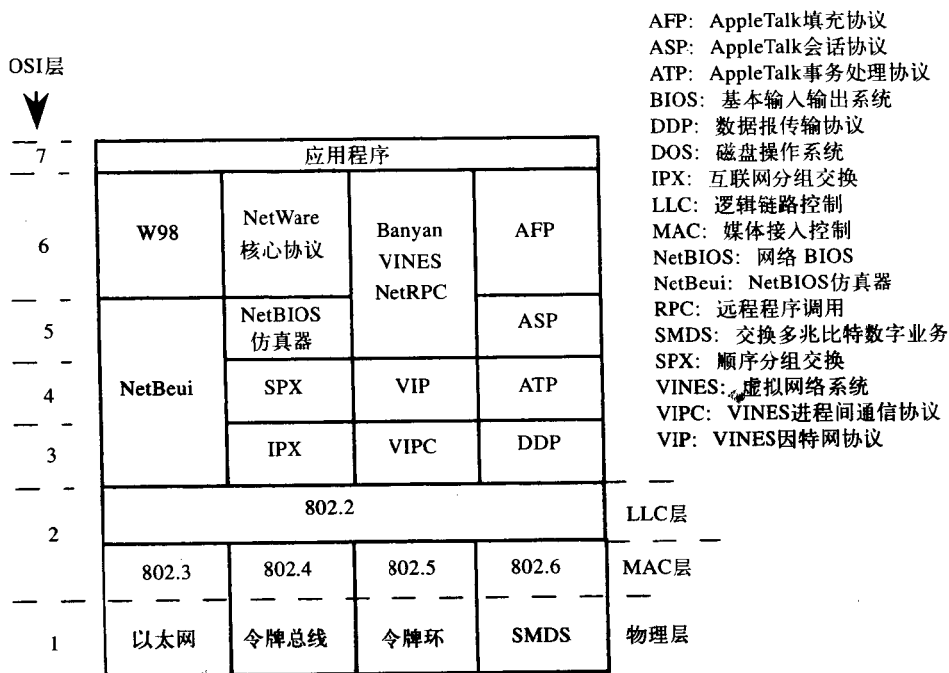 OSI层
7
应用程序
6
W98
NetWare
核心协议
Banyan
VINES
NetRPC
AFP
5
NetBIOS
仿真器
ASP
4
NetBeui
SPX
VIP
ATP
3
IPX
VIPC
DDP
2
802.2
LLC层
802.3
802.4
802.5
802.6
MAC层
1
以太网
令牌总线
令牌环
SMDS
物理层
AFP: AppleTalk填充协议
ASP: AppleTalk会话协议
ATP: AppleTalk事务处理协议
BIOS: 基本输入输出系统
DDP: 数据报传输协议
DOS: 磁盘操作系统
IPX: 互联网分组交换
LLC: 逻辑链路控制
MAC: 媒体接入控制
NetBIOS: 网络 BIOS
NetBeui: NetBIOS仿真器
RPC: 远程程序调用
SMDS: 交换多兆比特数字业务
SPX: 顺序分组交换
VINES: 虚拟网络系统
VIPC: VINES进程间通信协议
VIP: VINES因特网协议